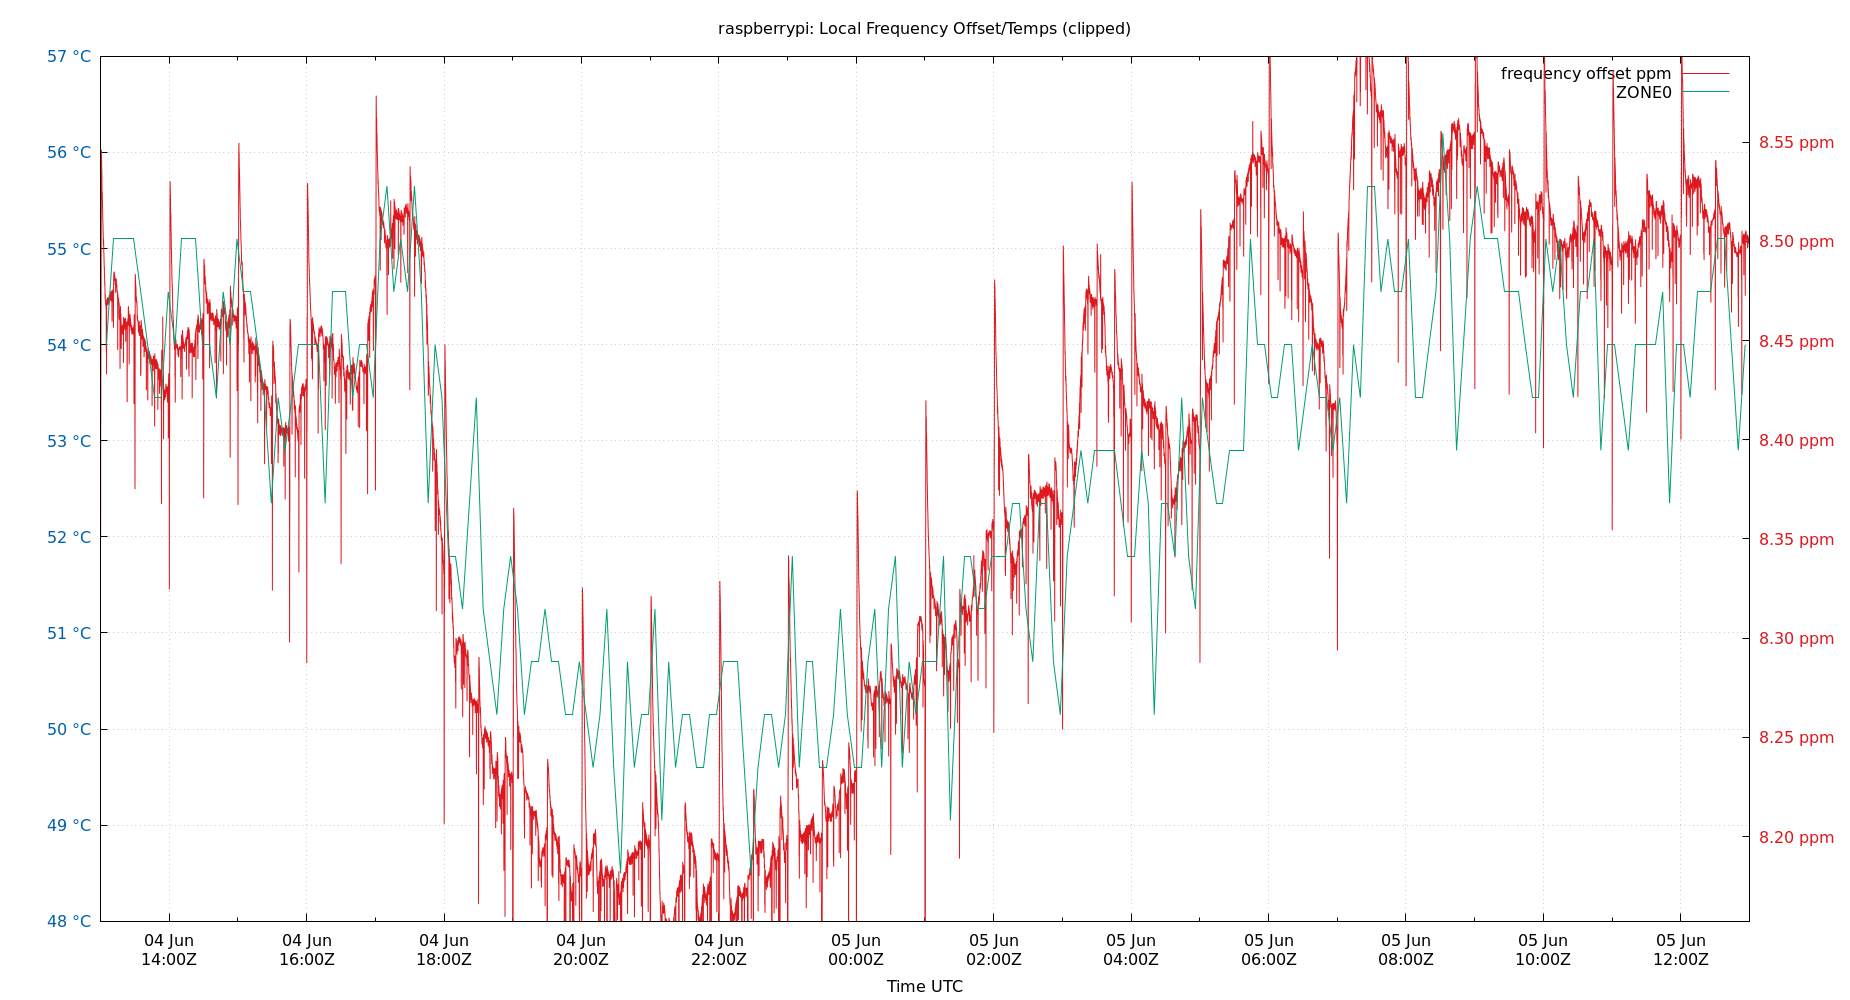 raspberrypi: Local Frequency Offset/Temps (clipped)
57 °C
56 °C
55 °C
54 °C
53 °C
52 °C
51 °C
50 °C
49 °C
48 °C
frequency offset ppm
ZONE0
8.55 ppm
8.50 ppm
8.45 ppm
8.40 ppm
8.35 ppm
8.30 ppm
8.25 ppm
8.20 ppm
04 Jun 04 Jun 04 Jun 04 Jun 04 Jun 05 Jun 05 Jun 05 Jun 05 Jun 05 Jun 05 Jun 05 Jun
14:00Z 16:00Z 18:00Z 20:00Z 22:00Z 00:00Z 02:00Z 04:00Z 06:00Z 08:00Z 10:00Z 12:00Z
Time UTC